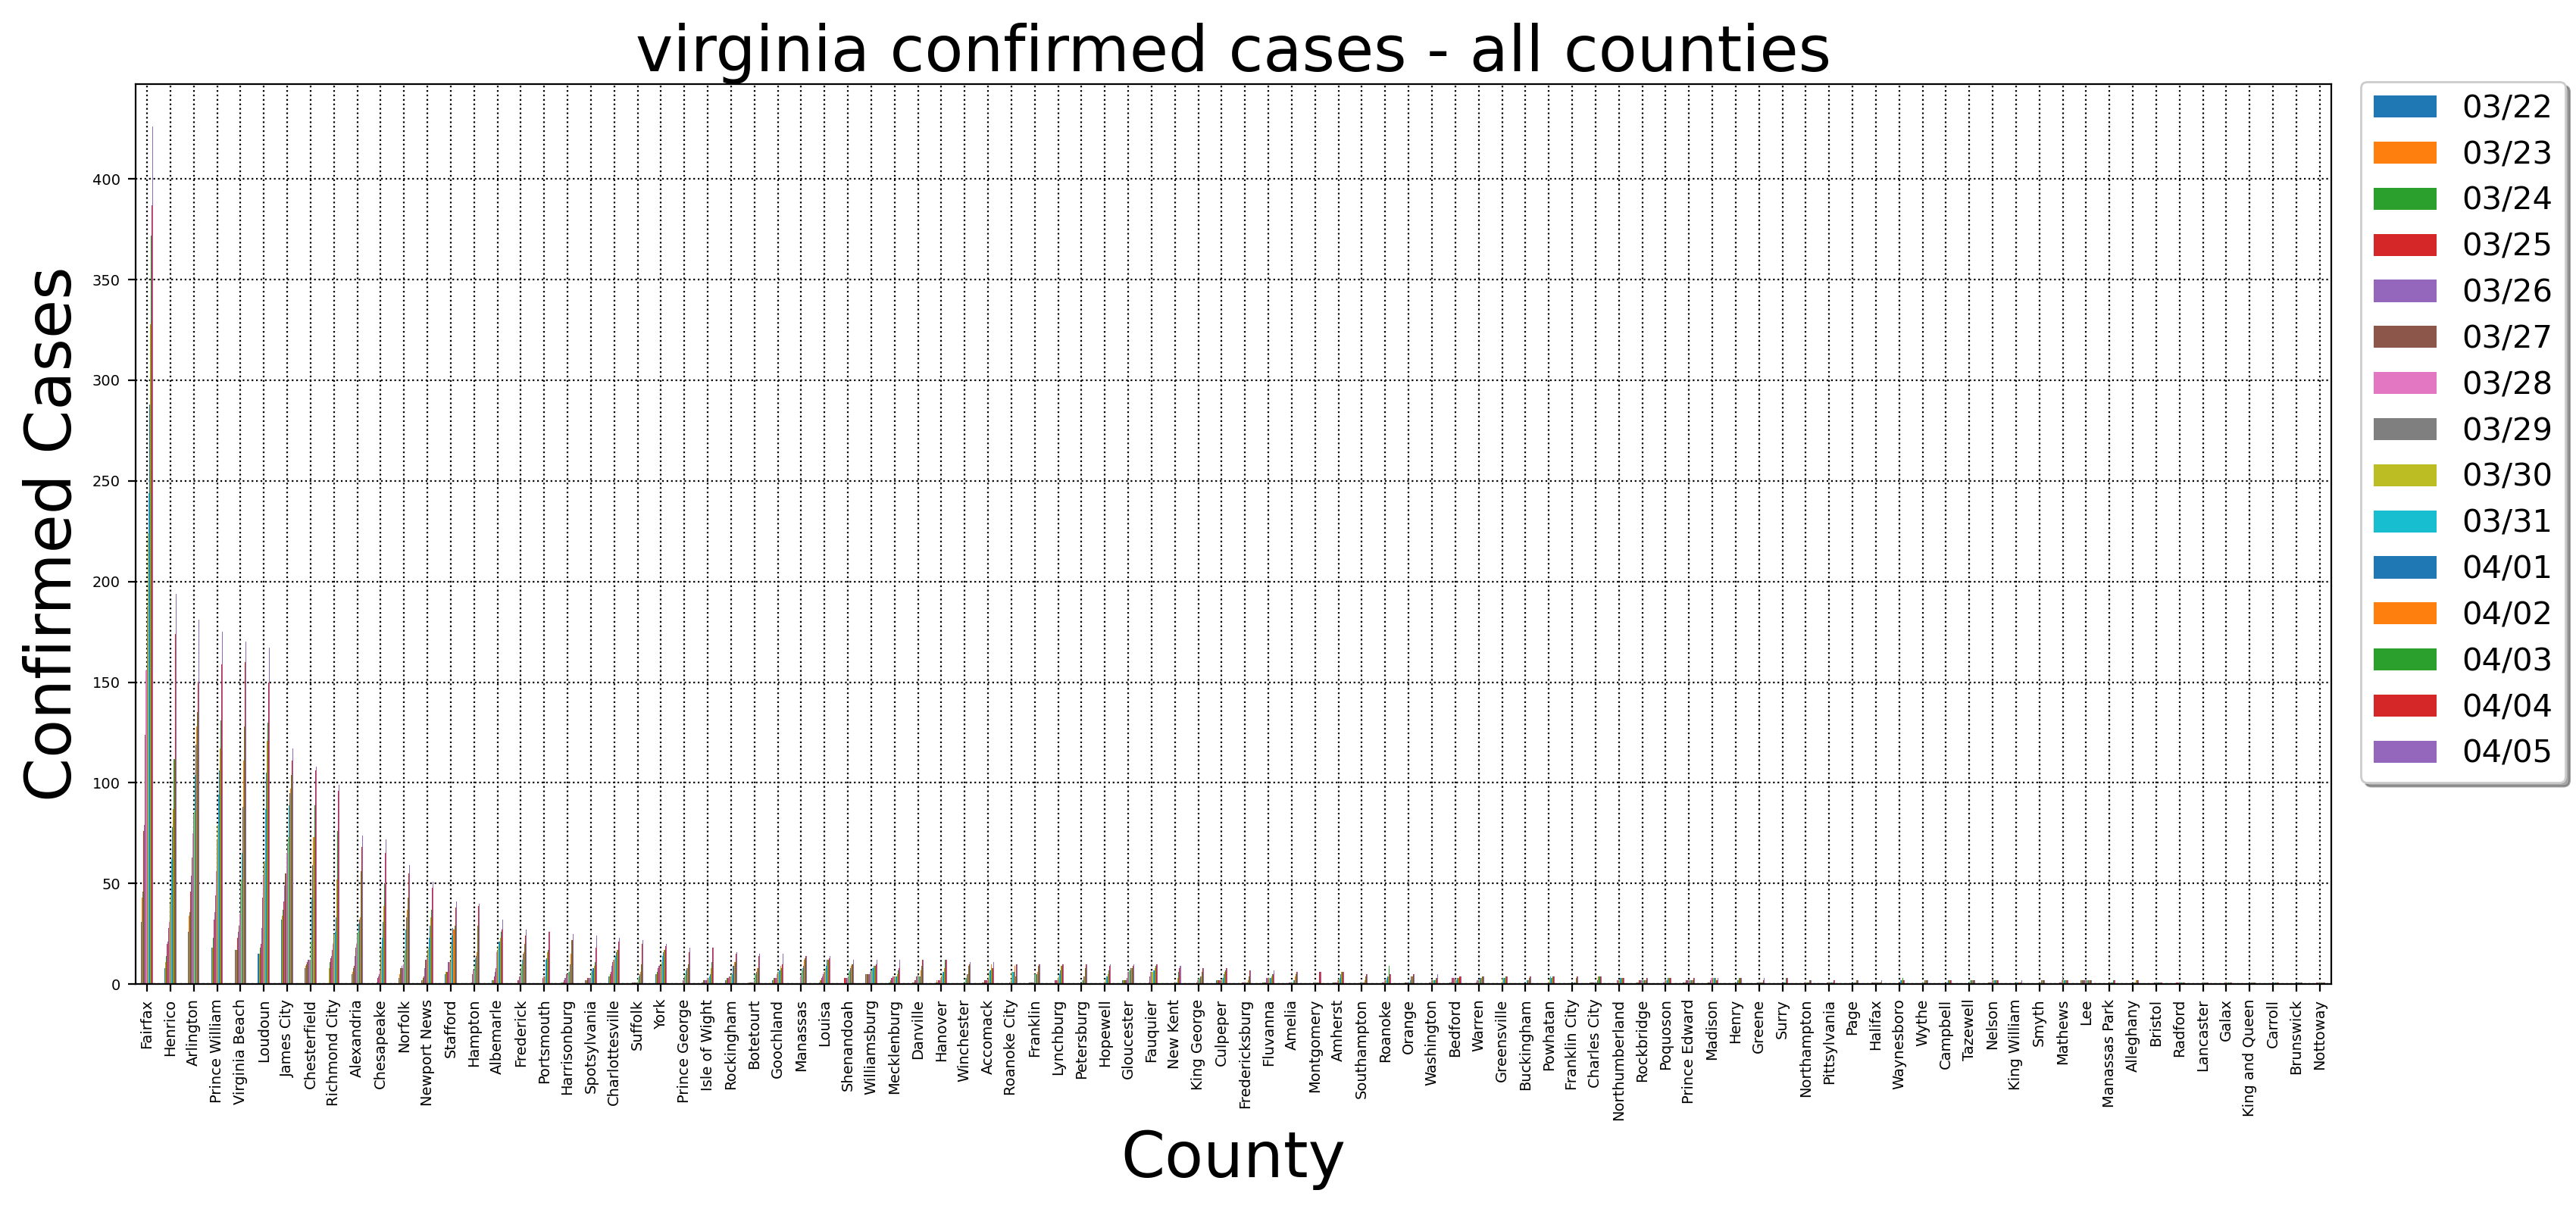 virginia confirmed cases - all counties
Confirmed Cases
400
350
300
250
200
150
100
50
0
03/22
03/23
03/24
03/25
03/26
03/27
03/28
03/29
03/30
03/31
04/01
04/02
04/03
04/04
04/05
Fairfax
Henrico
Arlington
Prince William
Virginia Beach
Loudoun
James City
Chesterfield
Richmond City
Alexandria
Chesapeake
Norfolk
Newport News
Stafford
Hampton
Albemarle
Frederick
Portsmouth
Harrisonburg
Spotsylvania
Charlottesville
Suffolk
York
Prince George
Isle of Wight
Rockingham
Botetourt
Goochland
Manassas
Louisa
Shenandoah
Williamsburg
Mecklenburg
Danville
Hanover
Winchester
Accomack
Roanoke City
Franklin
Lynchburg
Petersburg
Hopewell
Gloucester
Fauquier
New Kent
King George
Culpeper
Fredericksburg
Fluvanna
Amelia
Montgomery
Amherst
Southampton
Roanoke
Orange
Washington
Bedford
Warren
Greensville
Buckingham
Powhatan
Franklin City
Charles City
Northumberland
Rockbridge
Poquoson
Prince Edward
Madison
Henry
Greene
Surry
Northampton
Pittsylvania
Page
Halifax
Waynesboro
Wythe
Campbell
Tazewell
Nelson
King William
Smyth
Mathews
Lee
Manassas Park
Alleghany
Bristol
Radford
Lancaster
Galax
King and Queen
Carroll
Brunswick
Nottoway
County